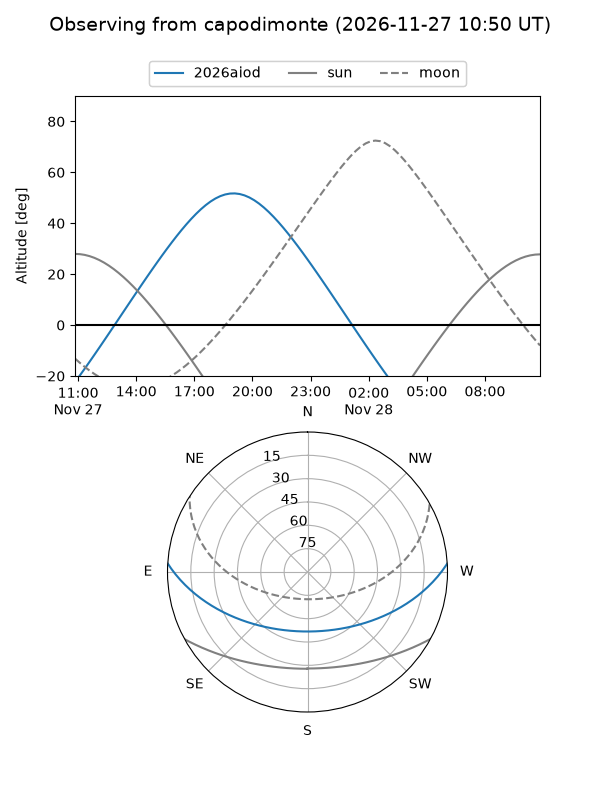 Observing from capodimonte (2026-11-27 10:50 UT)
2026aiod sun moon
Altitude [deg]
80
60
40
20
0
−20
11:00 14:00 17:00 20:00 23:00 02:00 05:00 08:00
Nov 27 Nov 28
N
NE NW
15
30
45
60
75
E W
SE SW
S